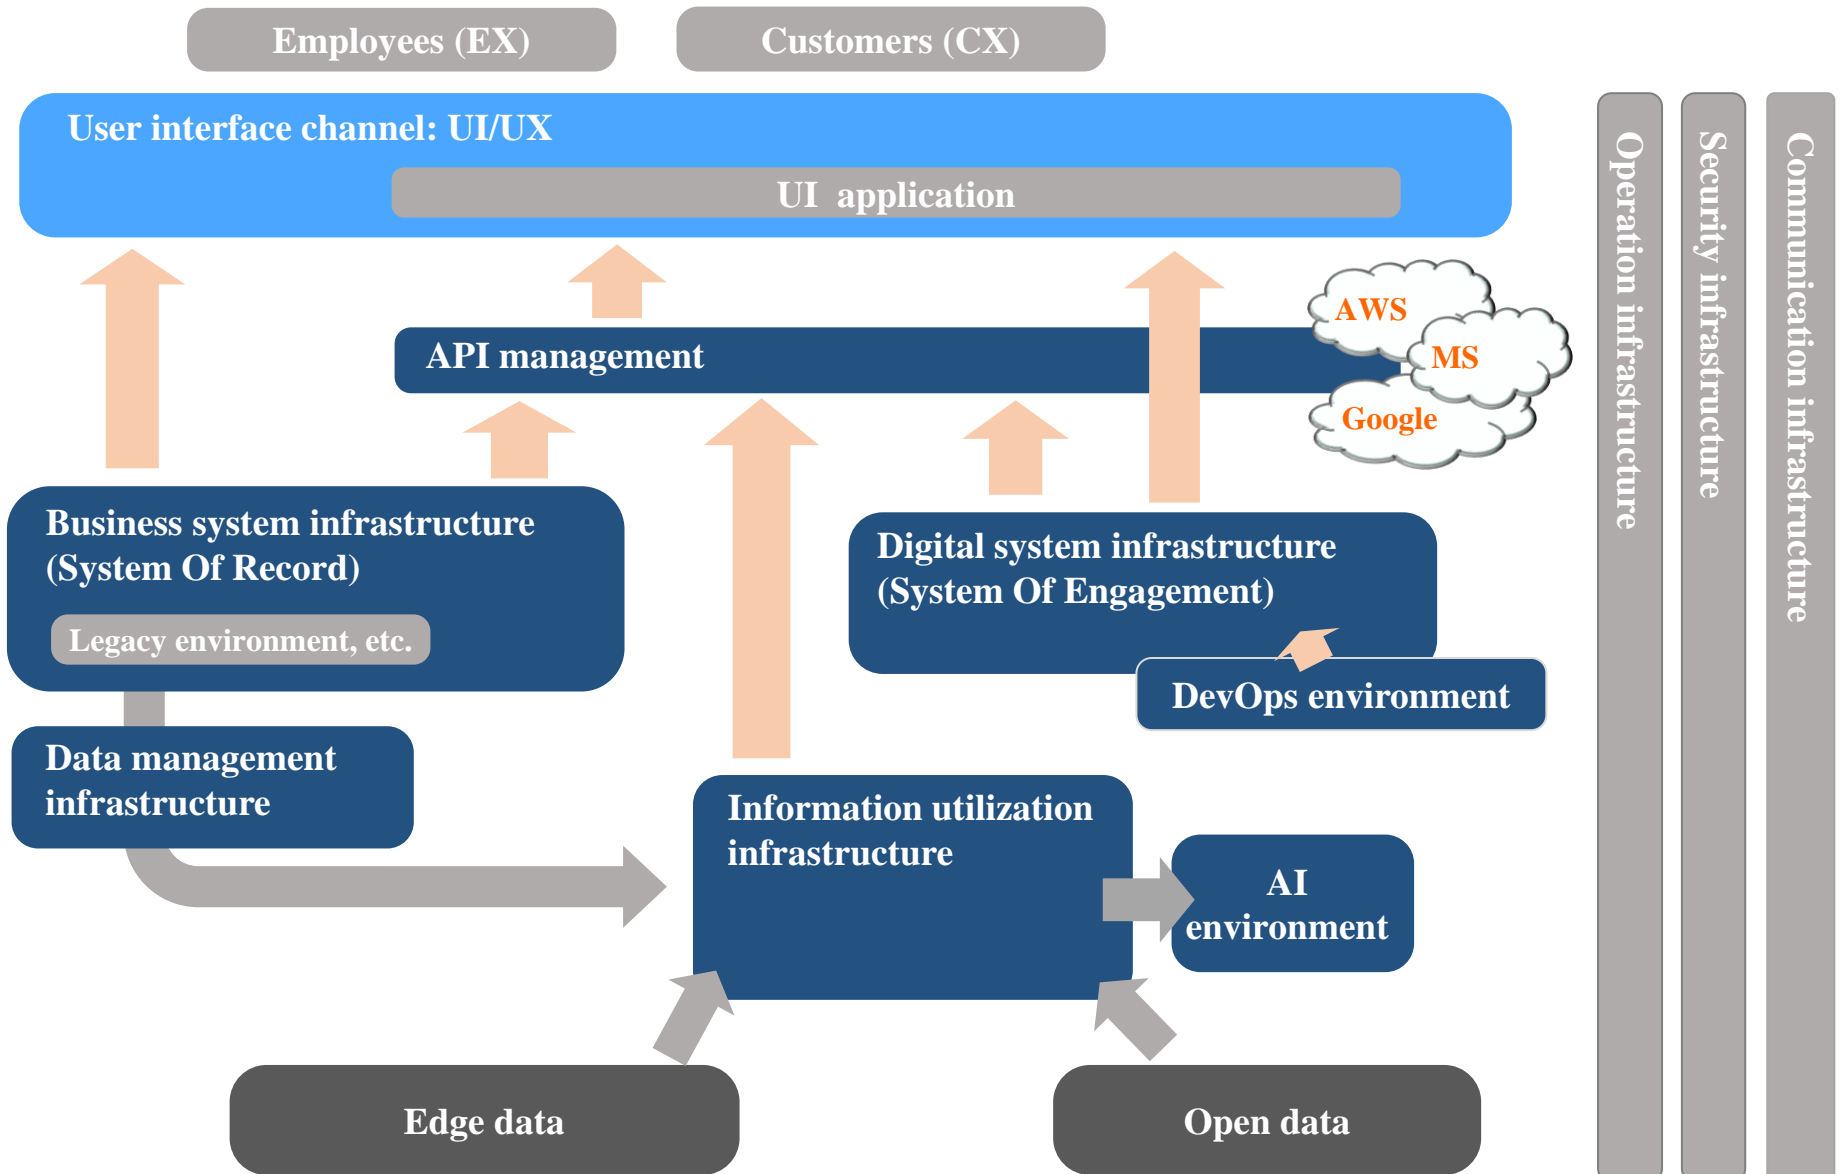 Employees (EX)
Customers (CX)
User interface channel: UI/UX
UI application
API management
AWS
MS
Google
Business system infrastructure
(System Of Record)
Legacy environment, etc.
Digital system infrastructure
(System Of Engagement)
DevOps environment
Data management
infrastructure
Information utilization
infrastructure
AI
environment
Edge data
Open data
Operation infrastructure
Security infrastructure
Communication infrastructure